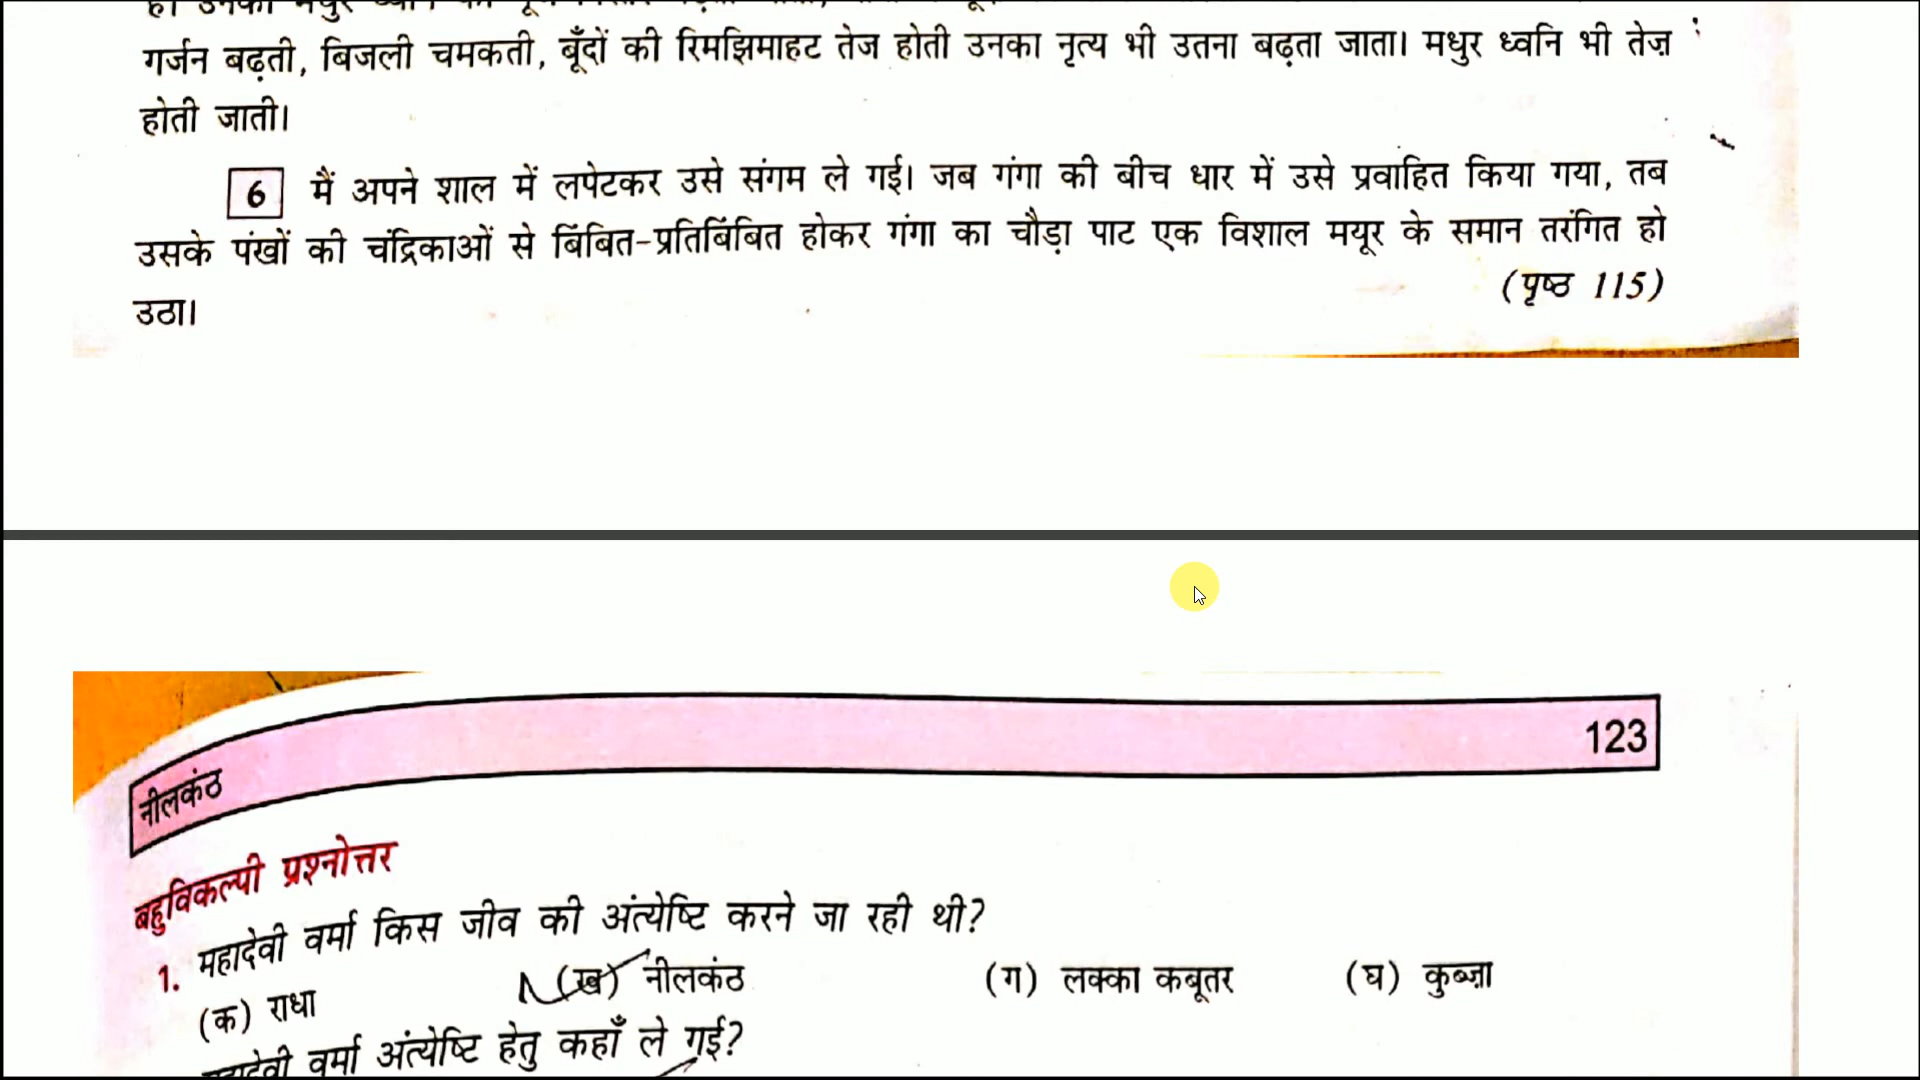 गर्जन बढ़ती, बिजली चमकती, बूँदों की रिमझिमाहट तेज होती उनका नृत्य भी उतना बढ़ता जाता। मधुर ध्वनि भी तेज़
होती जाती।
6 मैं अपने शाल में लपेटकर उसे संगम ले गई। जब गंगा की बीच धार में उसे प्रवाहित किया गया, तब
उसके पंखों की चंद्रिकाओं से बिंबित-प्रतिबिंबित होकर गंगा का चौड़ा पाट एक विशाल मयूर के समान तरंगित हो
उठा।
(पृष्ठ 115)
123
नीलकंठ
बहुविकल्पी प्रश्नोत्तर
1. महादेवी वर्मा किस जीव की अंत्येष्टि करने जा रही थी?
(क) राधा (ख) नीलकंठ (ग) लक्का कबूतर (घ) कुब्ज़ा
वर्मा अंत्येष्टि हेतु कहाँ ले गई?